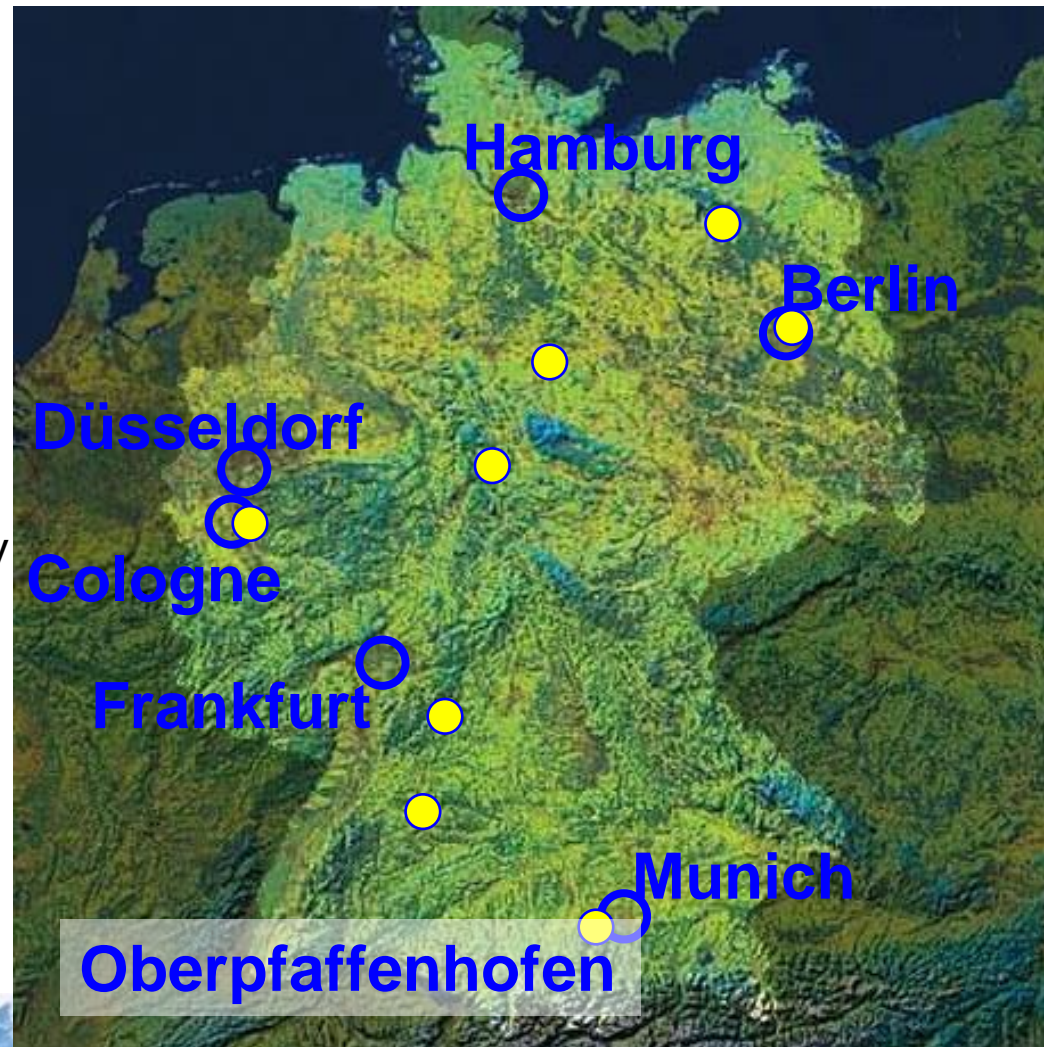 Hamburg
Berlin
Düsseldorf
Cologne
Frankfurt
Munich
Oberpfaffenhofen